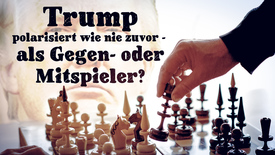 Trump
polarisiert wie nie zuvor -
als Gegen- oder
Mitspieler?